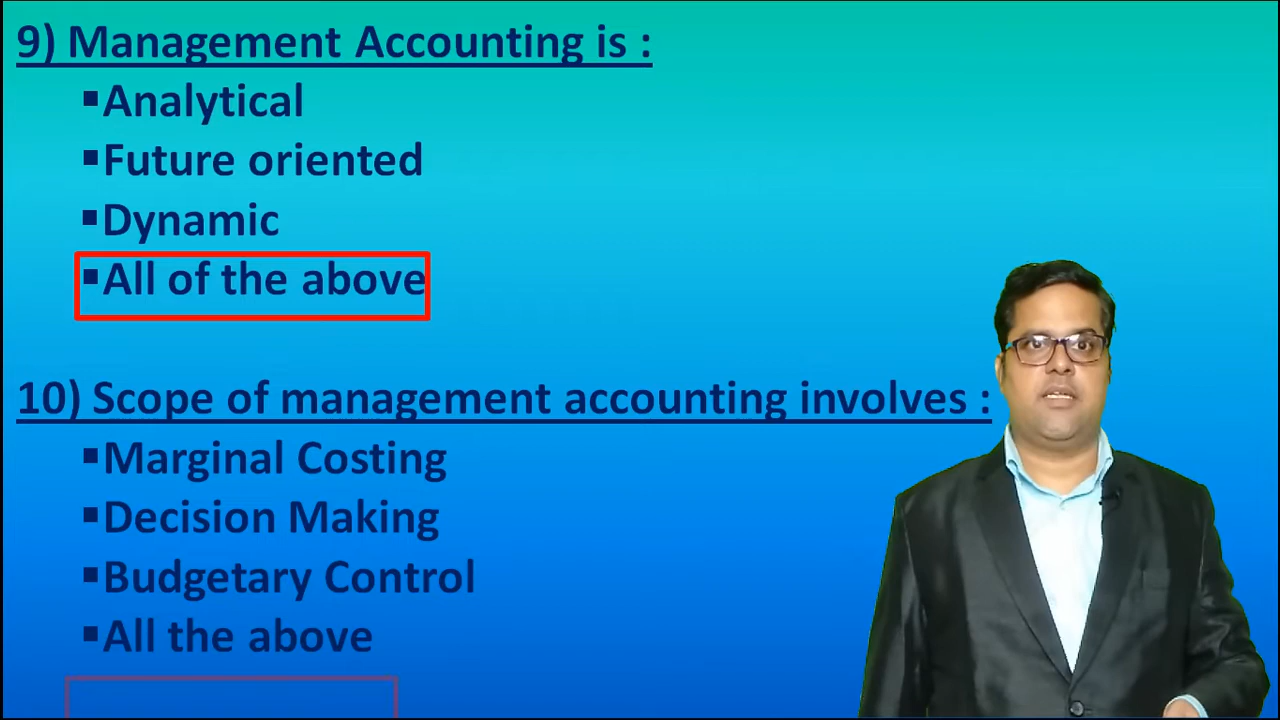 9) Management Accounting is :
▪Analytical
▪Future oriented
▪Dynamic
▪All of the above
10) Scope of management accounting involves :
▪Marginal Costing
▪Decision Making
▪Budgetary Control
▪All the above